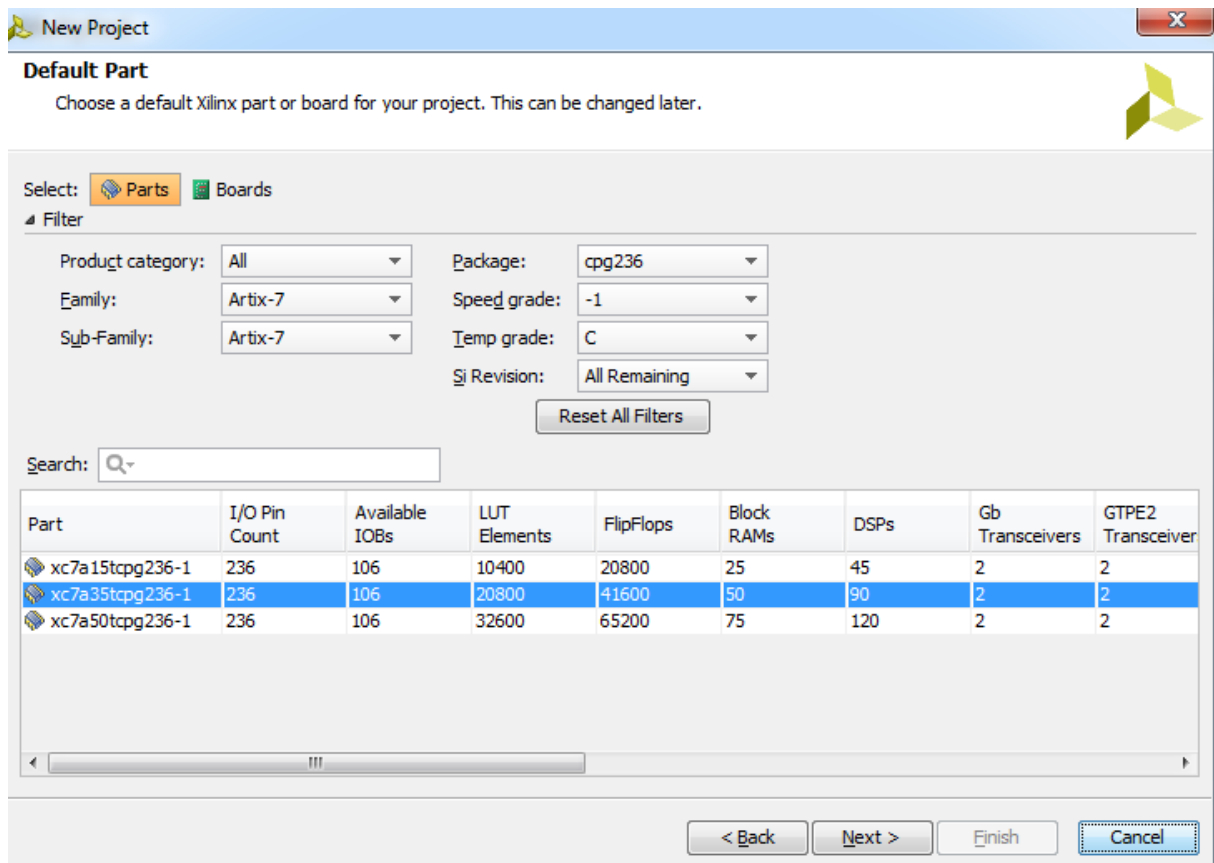 New Project
Default Part
Choose a default Xilinx part or board for your project. This can be changed later.
Select: Parts Boards
Filter
Product category: All Package: cpg236
Family: Artix-7 Speed grade: -1
Sub-Family: Artix-7 Temp grade: C
Si Revision: All Remaining
Reset All Filters
Search:
Part I/O Pin Count Available IOBs LUT Elements FlipFlops Block RAMs DSPs Gb Transceivers GTPE2 Transceiver
xc7a15tcpg236-1 236 106 10400 20800 25 45 2 2
xc7a35tcpg236-1 236 106 20800 41600 50 90 2 2
xc7a50tcpg236-1 236 106 32600 65200 75 120 2 2
< Back Next > Finish Cancel